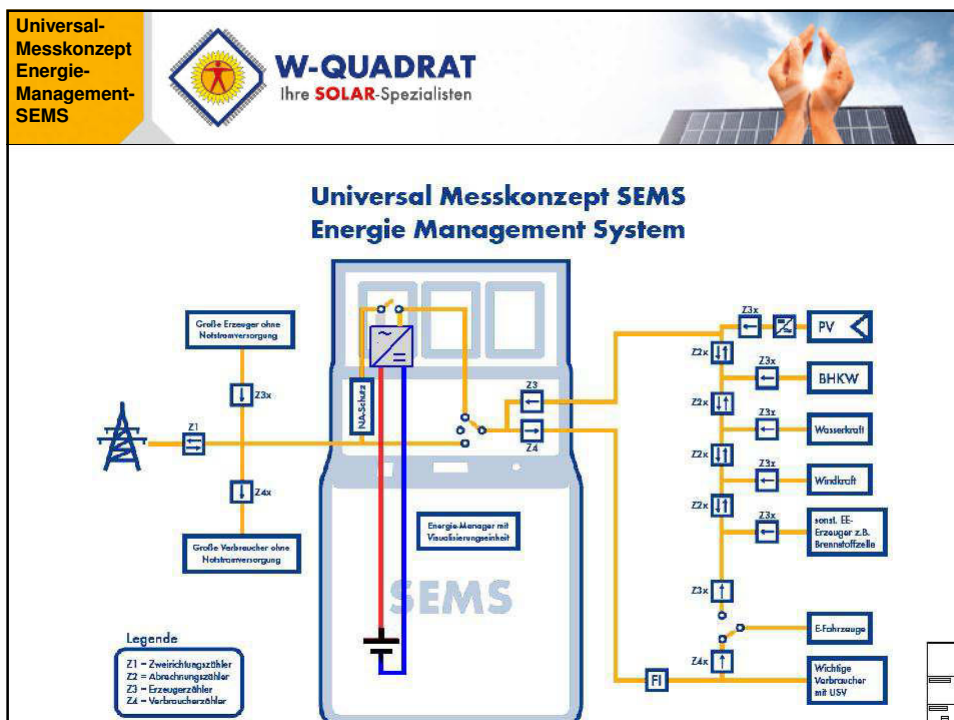 Universal-
Messkonzept
Energie-
Management-
SEMS
W-QUADRAT
Ihre SOLAR-Spezialisten
Universal Messkonzept SEMS
Energie Management System
Große Erzeuger ohne
Notstromversorgung
Z3x
Z1
Z4x
Große Verbraucher ohne
Notstromversorgung
NA-Schutz
Z3
Z4
Energie-Manager mit
Visualisierungseinheit
SEMS
Z3x
PV
Z2x
Z3x
BHKW
Z2x
Z3x
Wasserkraft
Z2x
Z3x
Windkraft
Z2x
Z3x
sonst. EE-
Erzeuger z.B.
Brennstoffzelle
Z3x
E-Fahrzeuge
Z4x
FI
Wichtige
Verbraucher
mit USV
Legende
Z1 = Zweirichtungszähler
Z2 = Abrechnungszähler
Z3 = Erzeugerzähler
Z4 = Verbraucherzähler